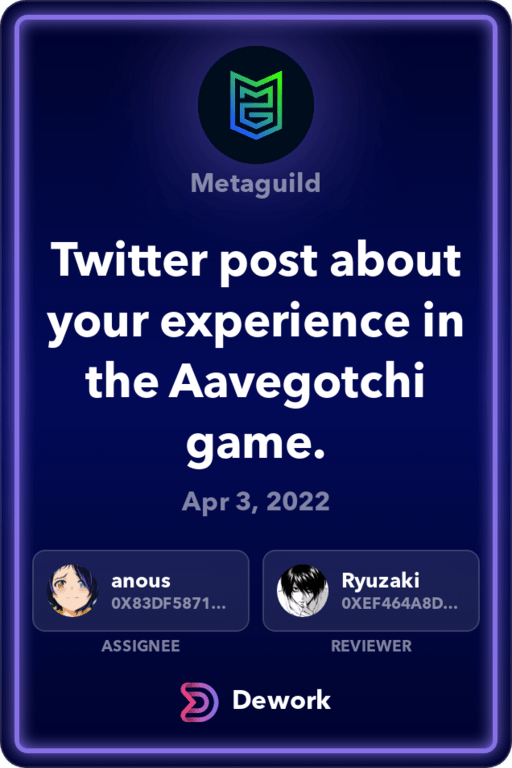 Metaguild
Twitter post about
your experience in
the Aavegotchi
game.
Apr 3, 2022
anous
0X83DF5871...
Ryuzaki
0XEF464A8D...
ASSIGNEE
REVIEWER
Dework